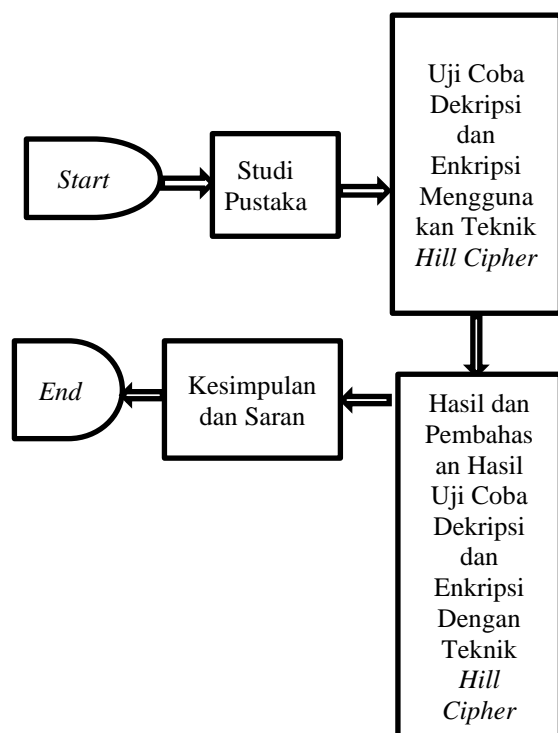 Start
Studi
Pustaka
Uji Coba
Dekripsi
dan
Enkripsi
Mengguna
kan Teknik
Hill Cipher
Hasil dan
Pembahas
an Hasil
Uji Coba
Dekripsi
dan
Enkripsi
Dengan
Teknik
Hill
Cipher
Kesimpulan
dan Saran
End